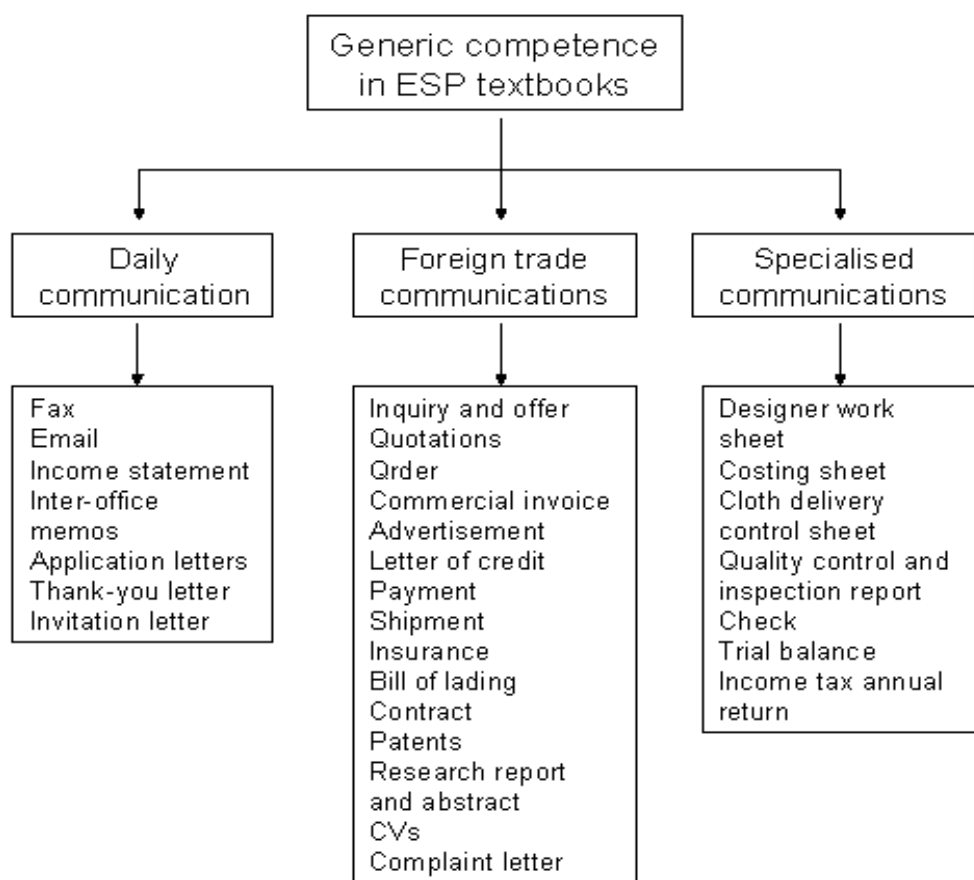 Generic competence
in ESP textbooks
Daily
communication
Foreign trade
communications
Specialised
communications
Fax
Email
Income statement
Inter-office
memos
Application letters
Thank-you letter
Invitation letter
Inquiry and offer
Quotations
Qrder
Commercial invoice
Advertisement
Letter of credit
Payment
Shipment
Insurance
Bill of lading
Contract
Patents
Research report
and abstract
CVs
Complaint letter
Designer work
sheet
Costing sheet
Cloth delivery
control sheet
Quality control and
inspection report
Check
Trial balance
Income tax annual
return